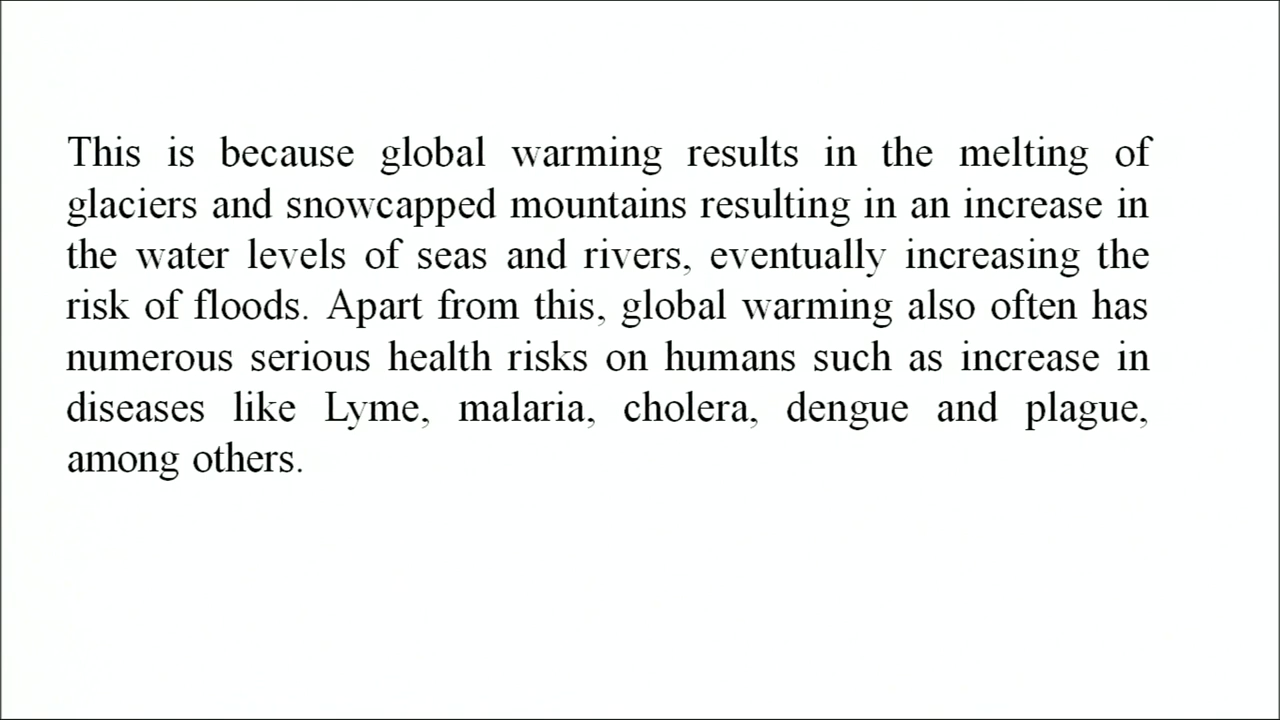 This is because global warming results in the melting of
glaciers and snowcapped mountains resulting in an increase in
the water levels of seas and rivers, eventually increasing the
risk of floods. Apart from this, global warming also often has
numerous serious health risks on humans such as increase in
diseases like Lyme, malaria, cholera, dengue and plague,
among others.